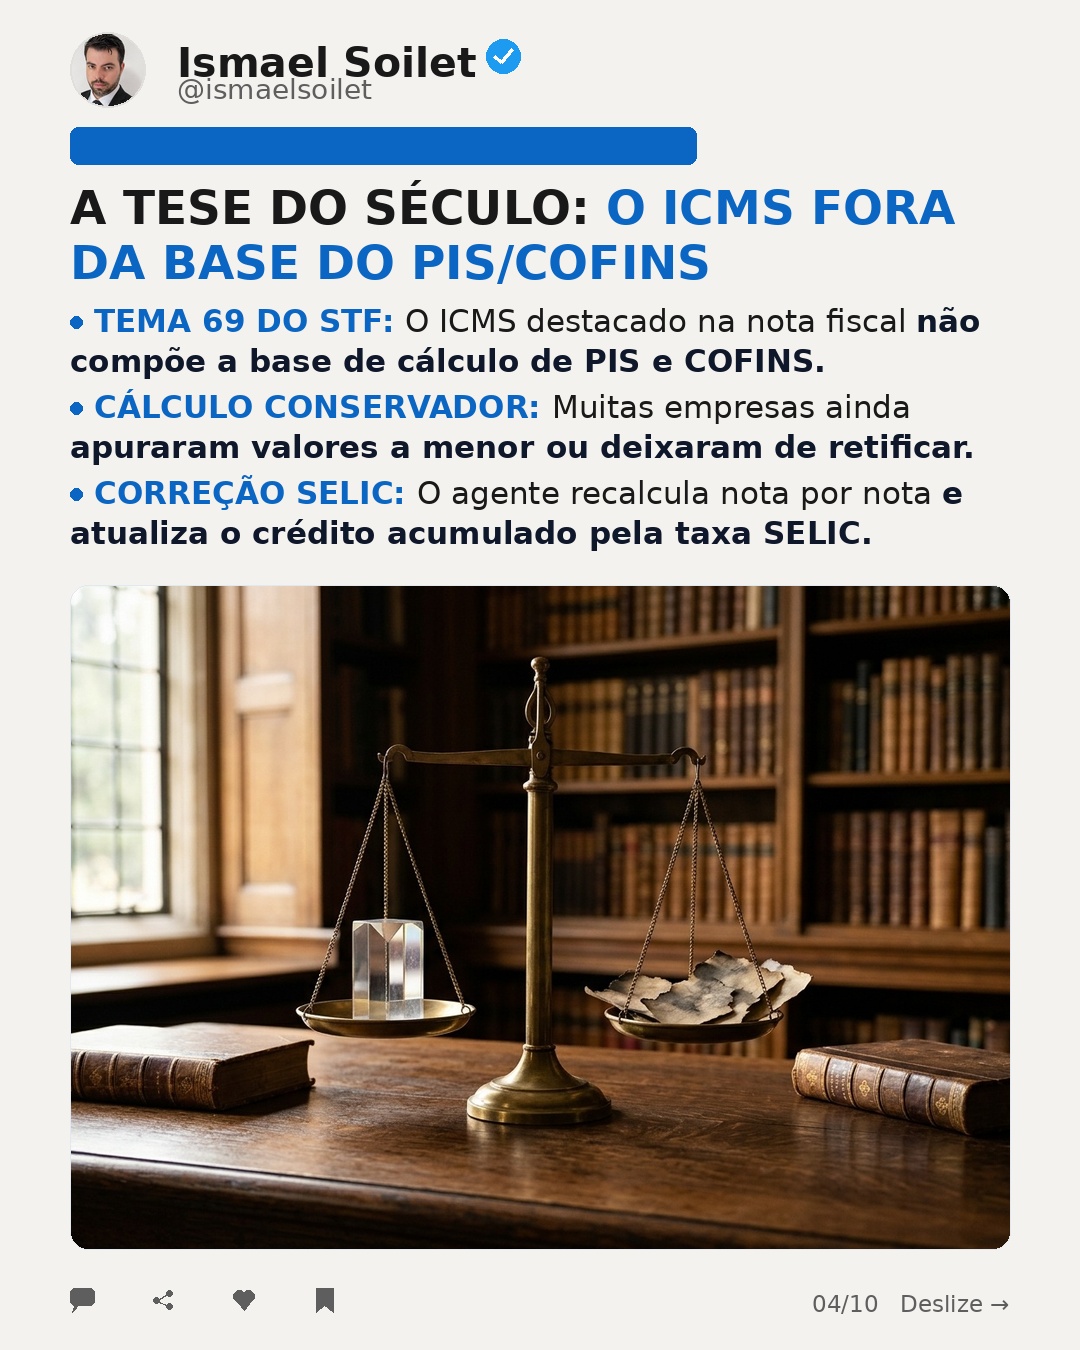 Ismael Soilet
@ismaelsoilet
A TESE DO SÉCULO: O ICMS FORA
DA BASE DO PIS/COFINS
• TEMA 69 DO STF: O ICMS destacado na nota fiscal não
compõe a base de cálculo de PIS e COFINS.
• CÁLCULO CONSERVADOR: Muitas empresas ainda
apuraram valores a menor ou deixaram de retificar.
• CORREÇÃO SELIC: O agente recalcula nota por nota e
atualiza o crédito acumulado pela taxa SELIC.
04/10 Deslize →